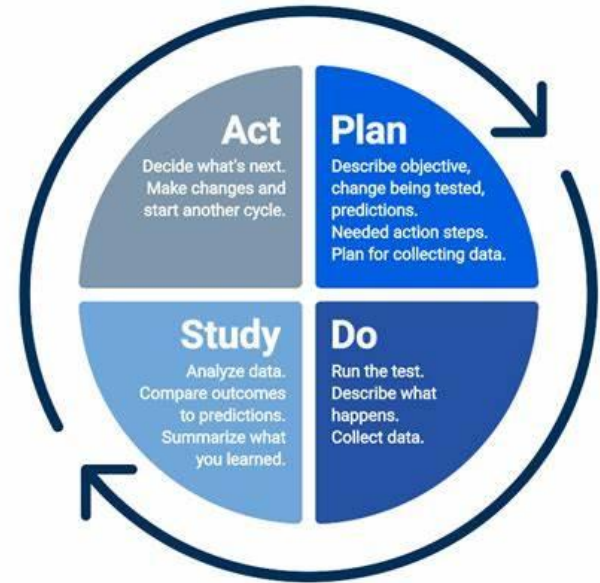 Act
Decide what's next.
Make changes and
start another cycle.
Plan
Describe objective,
change being tested,
predictions.
Needed action steps.
Plan for collecting data.
Study
Analyze data.
Compare outcomes
to predictions.
Summarize what
you learned.
Do
Run the test.
Describe what
happens.
Collect data.